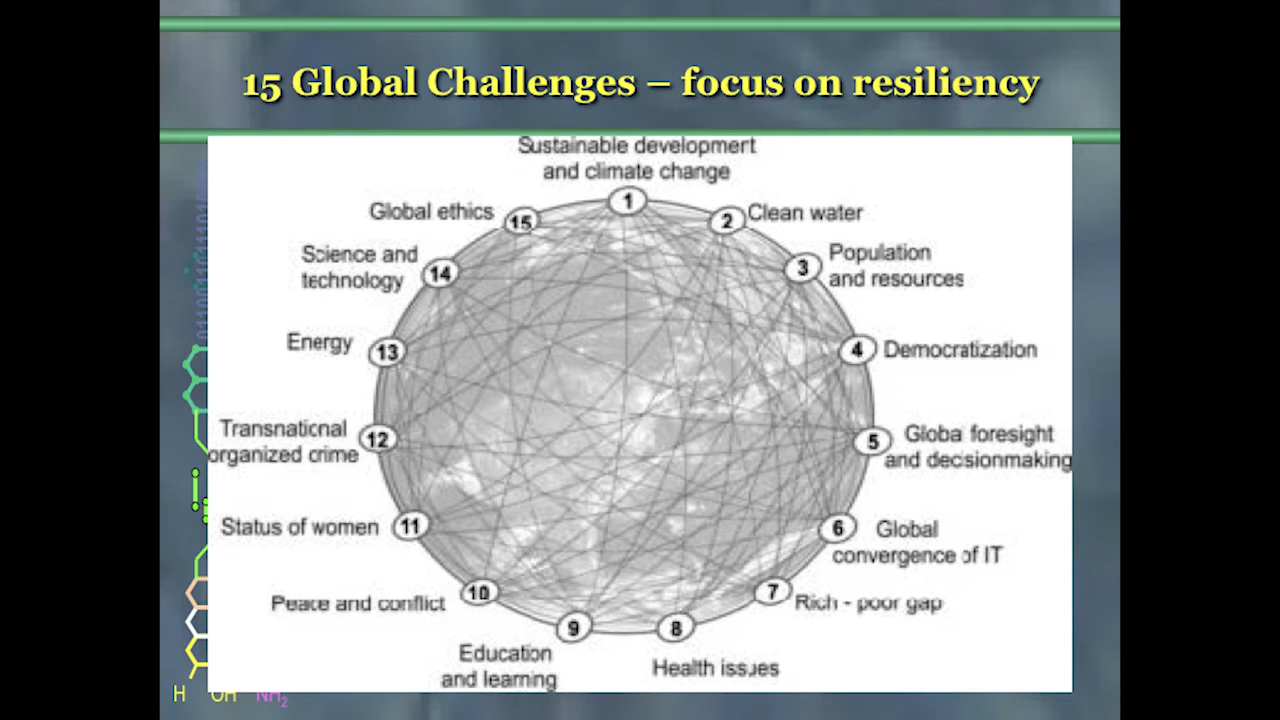 15 Global Challenges – focus on resiliency
Sustainable development
and climate change
1
2
Clean water
3
Population
and resources
4
Democratization
5
Global foresight
and decisionmaking
6
Global
convergence of IT
7
Rich - poor gap
8
Health issues
9
Education
and learning
10
Peace and conflict
11
Status of women
12
Transnational
organized crime
13
Energy
14
Science and
technology
15
Global ethics
H OH NH2